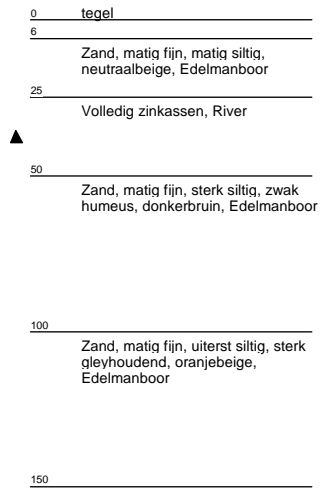 0 tegel
6
Zand, matig fijn, matig siltig,
neutraalbeige, Edelmanboor
25
Volledig zinkassen, River
50
Zand, matig fijn, sterk siltig, zwak
humeus, donkerbruin, Edelmanboor
100
Zand, matig fijn, uiterst siltig, sterk
gleyhoudend, oranjebeige,
Edelmanboor
150